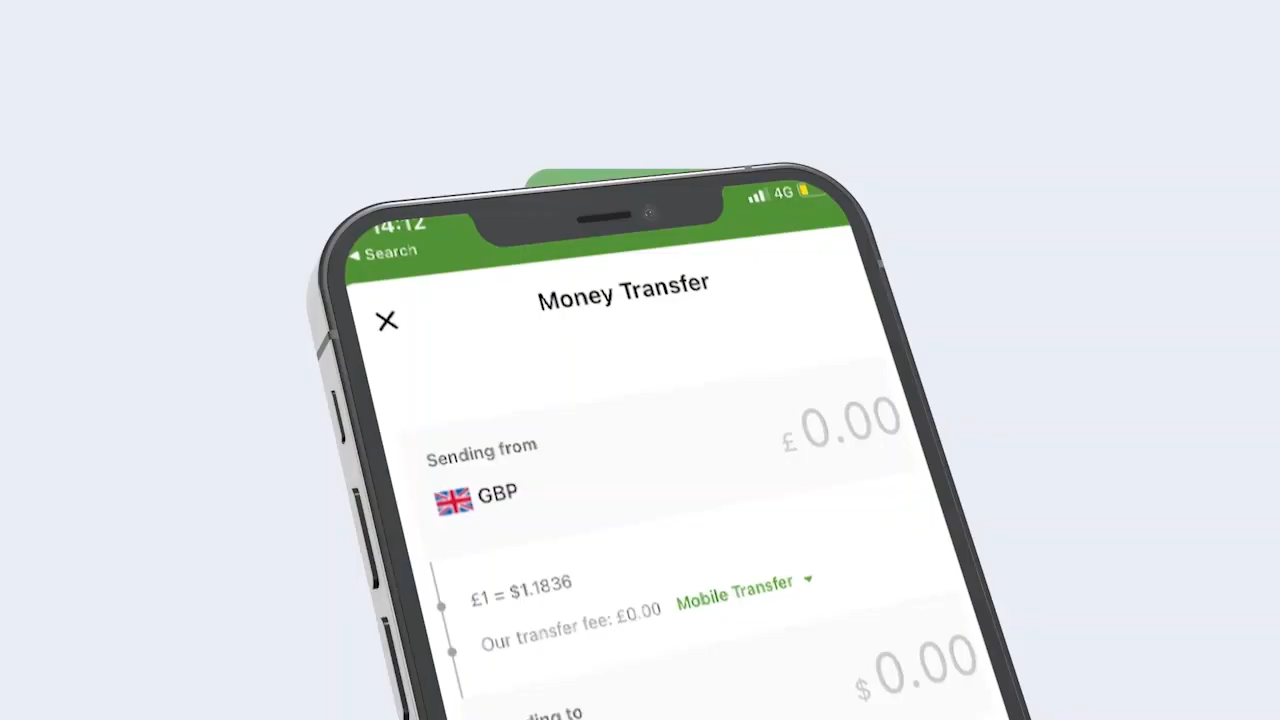 14:12
4G
◀ Search
Money Transfer
Sending from
£ 0.00
GBP
£1 = $1.1836
Our transfer fee: £0.00 Mobile Transfer
$ 0.00
to